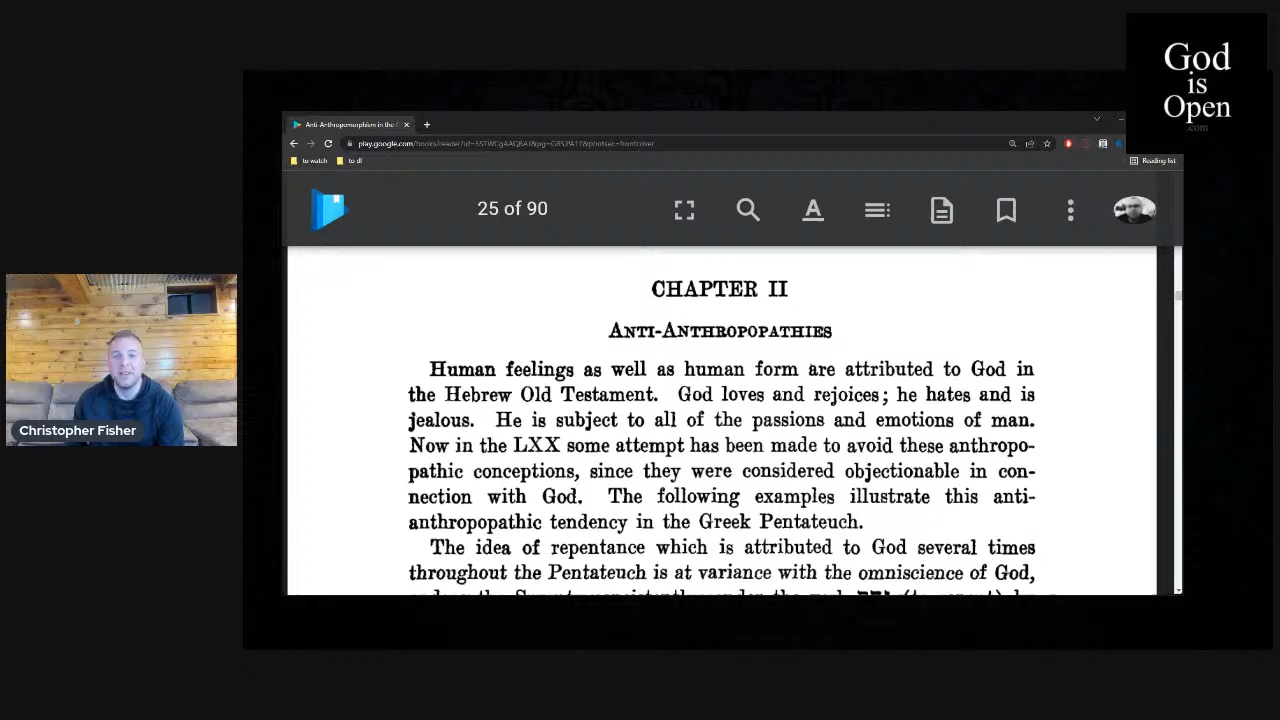 God
is
Open
.com
Anti-Anthropomorphism in the
play.google.com/books/reader?id=
to watch
to dl
Reading list
25 of 90
CHAPTER II
ANTI-ANTHROPOPATHIES
Human feelings as well as human form are attributed to God in
the Hebrew Old Testament. God loves and rejoices; he hates and is
jealous. He is subject to all of the passions and emotions of man.
Now in the LXX some attempt has been made to avoid these anthropo-
pathic conceptions, since they were considered objectionable in con-
nection with God. The following examples illustrate this anti-
anthropopathic tendency in the Greek Pentateuch.
The idea of repentance which is attributed to God several times
throughout the Pentateuch is at variance with the omniscience of God,
Christopher Fisher